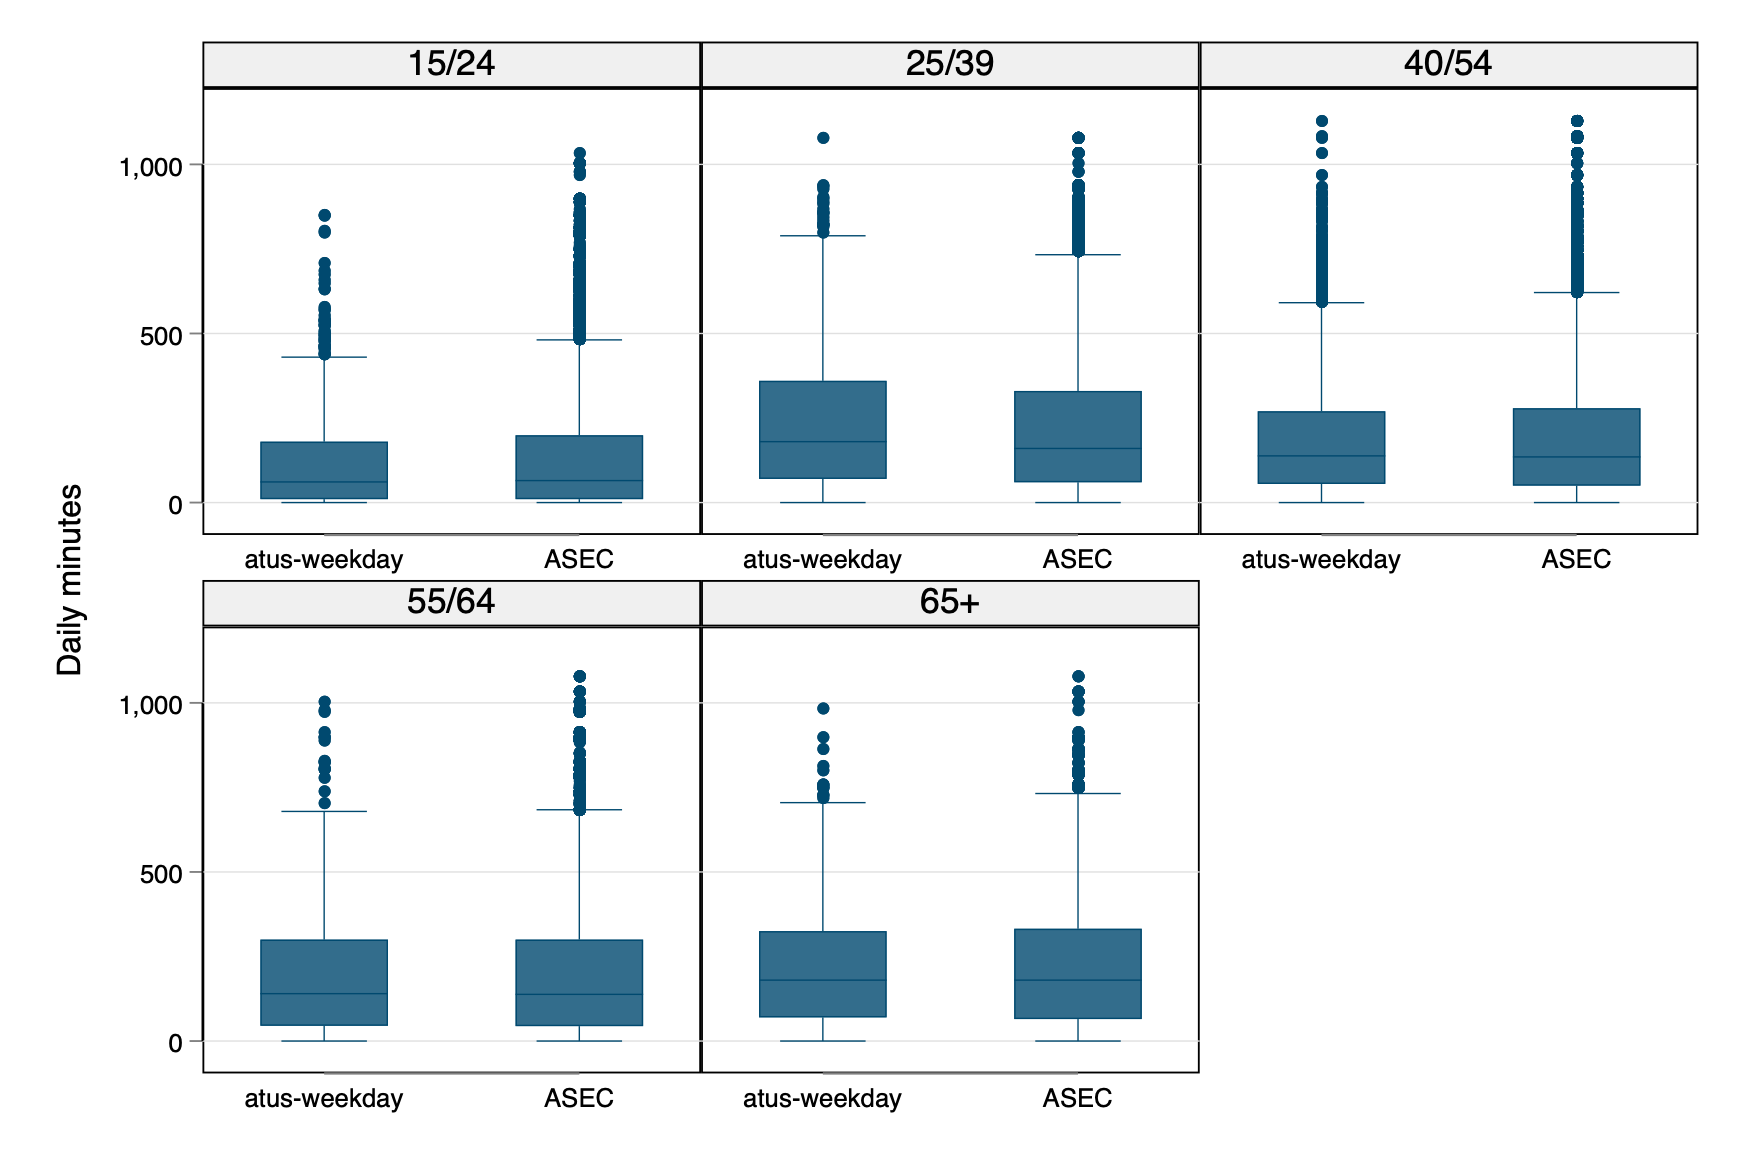 15/24 25/39 40/54
1,000
500
0
atus-weekday ASEC atus-weekday ASEC atus-weekday ASEC
Daily minutes
55/64 65+
1,000
500
0
atus-weekday ASEC atus-weekday ASEC